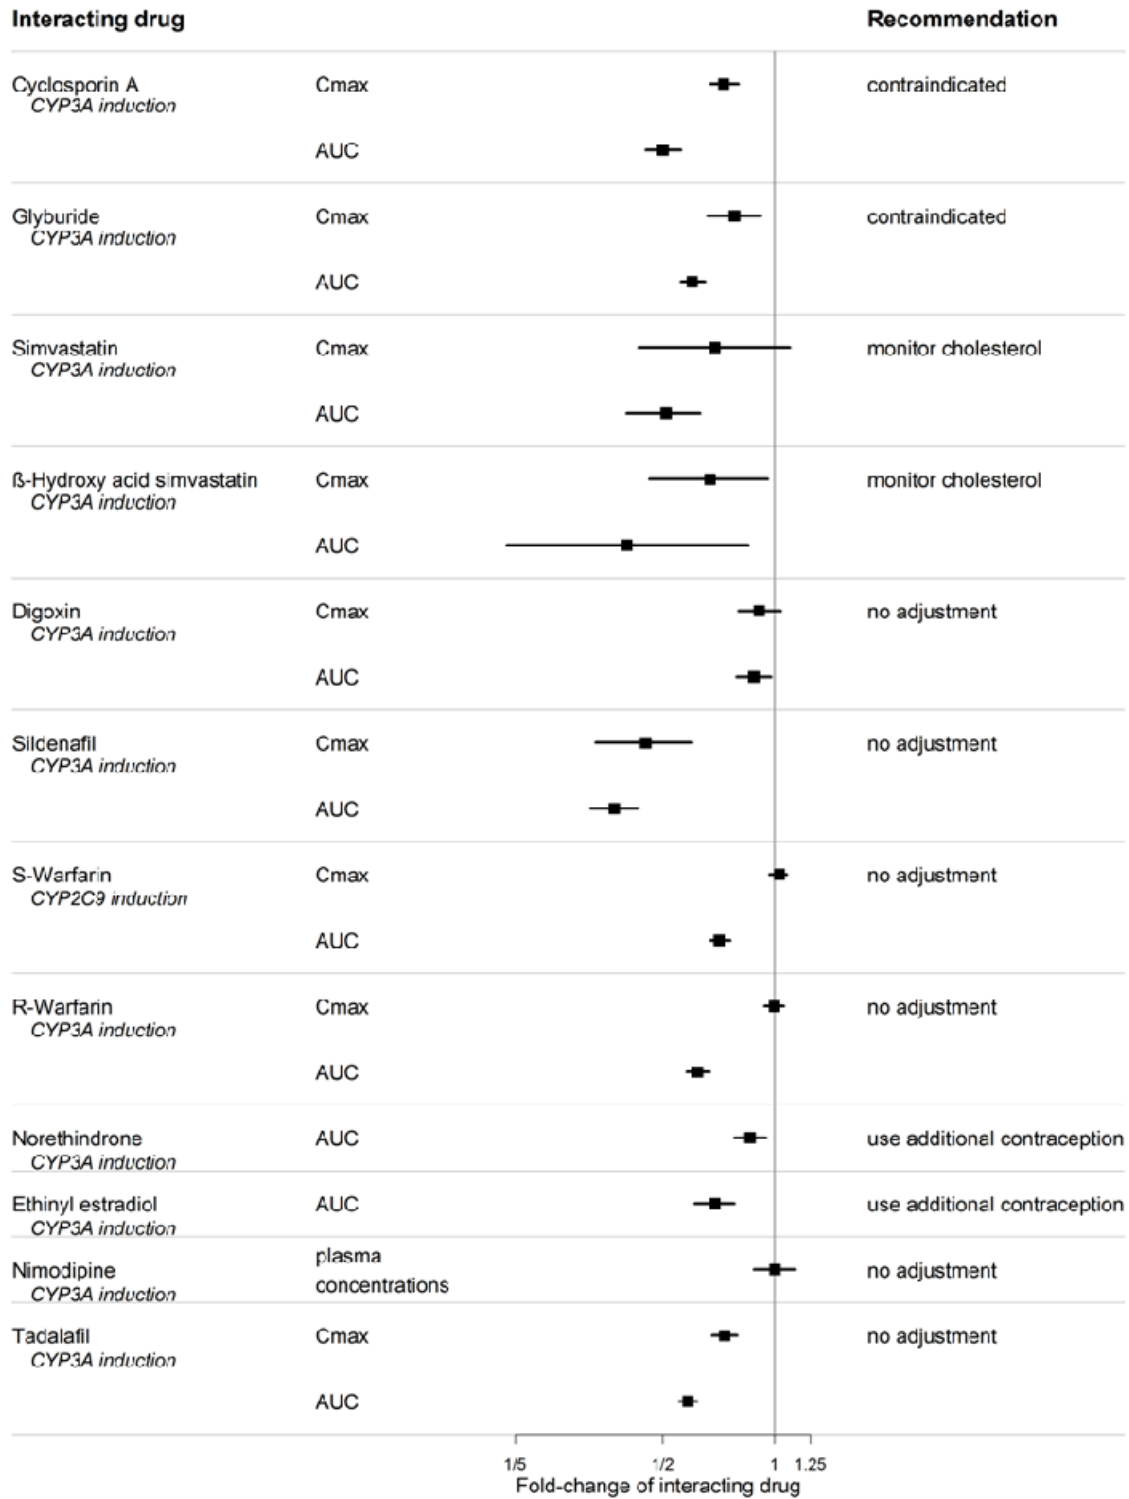 Interacting drug Recommendation
Cyclosporin A Cmax contraindicated
CYP3A induction
AUC
Glyburide Cmax contraindicated
CYP3A induction
AUC
Simvastatin Cmax monitor cholesterol
CYP3A induction
AUC
ß-Hydroxy acid simvastatin Cmax monitor cholesterol
CYP3A induction
AUC
Digoxin Cmax no adjustment
CYP3A induction
AUC
Sildenafil Cmax no adjustment
CYP3A induction
AUC
S-Warfarin Cmax no adjustment
CYP2C9 induction
AUC
R-Warfarin Cmax no adjustment
CYP3A induction
AUC
Norethindrone AUC use additional contraception
CYP3A induction
Ethinyl estradiol AUC use additional contraception
CYP3A induction
plasma
Nimodipine concentrations no adjustment
CYP3A induction
Tadalafil Cmax no adjustment
CYP3A induction
AUC
1/5 1/2 1 1.25
Fold-change of interacting drug